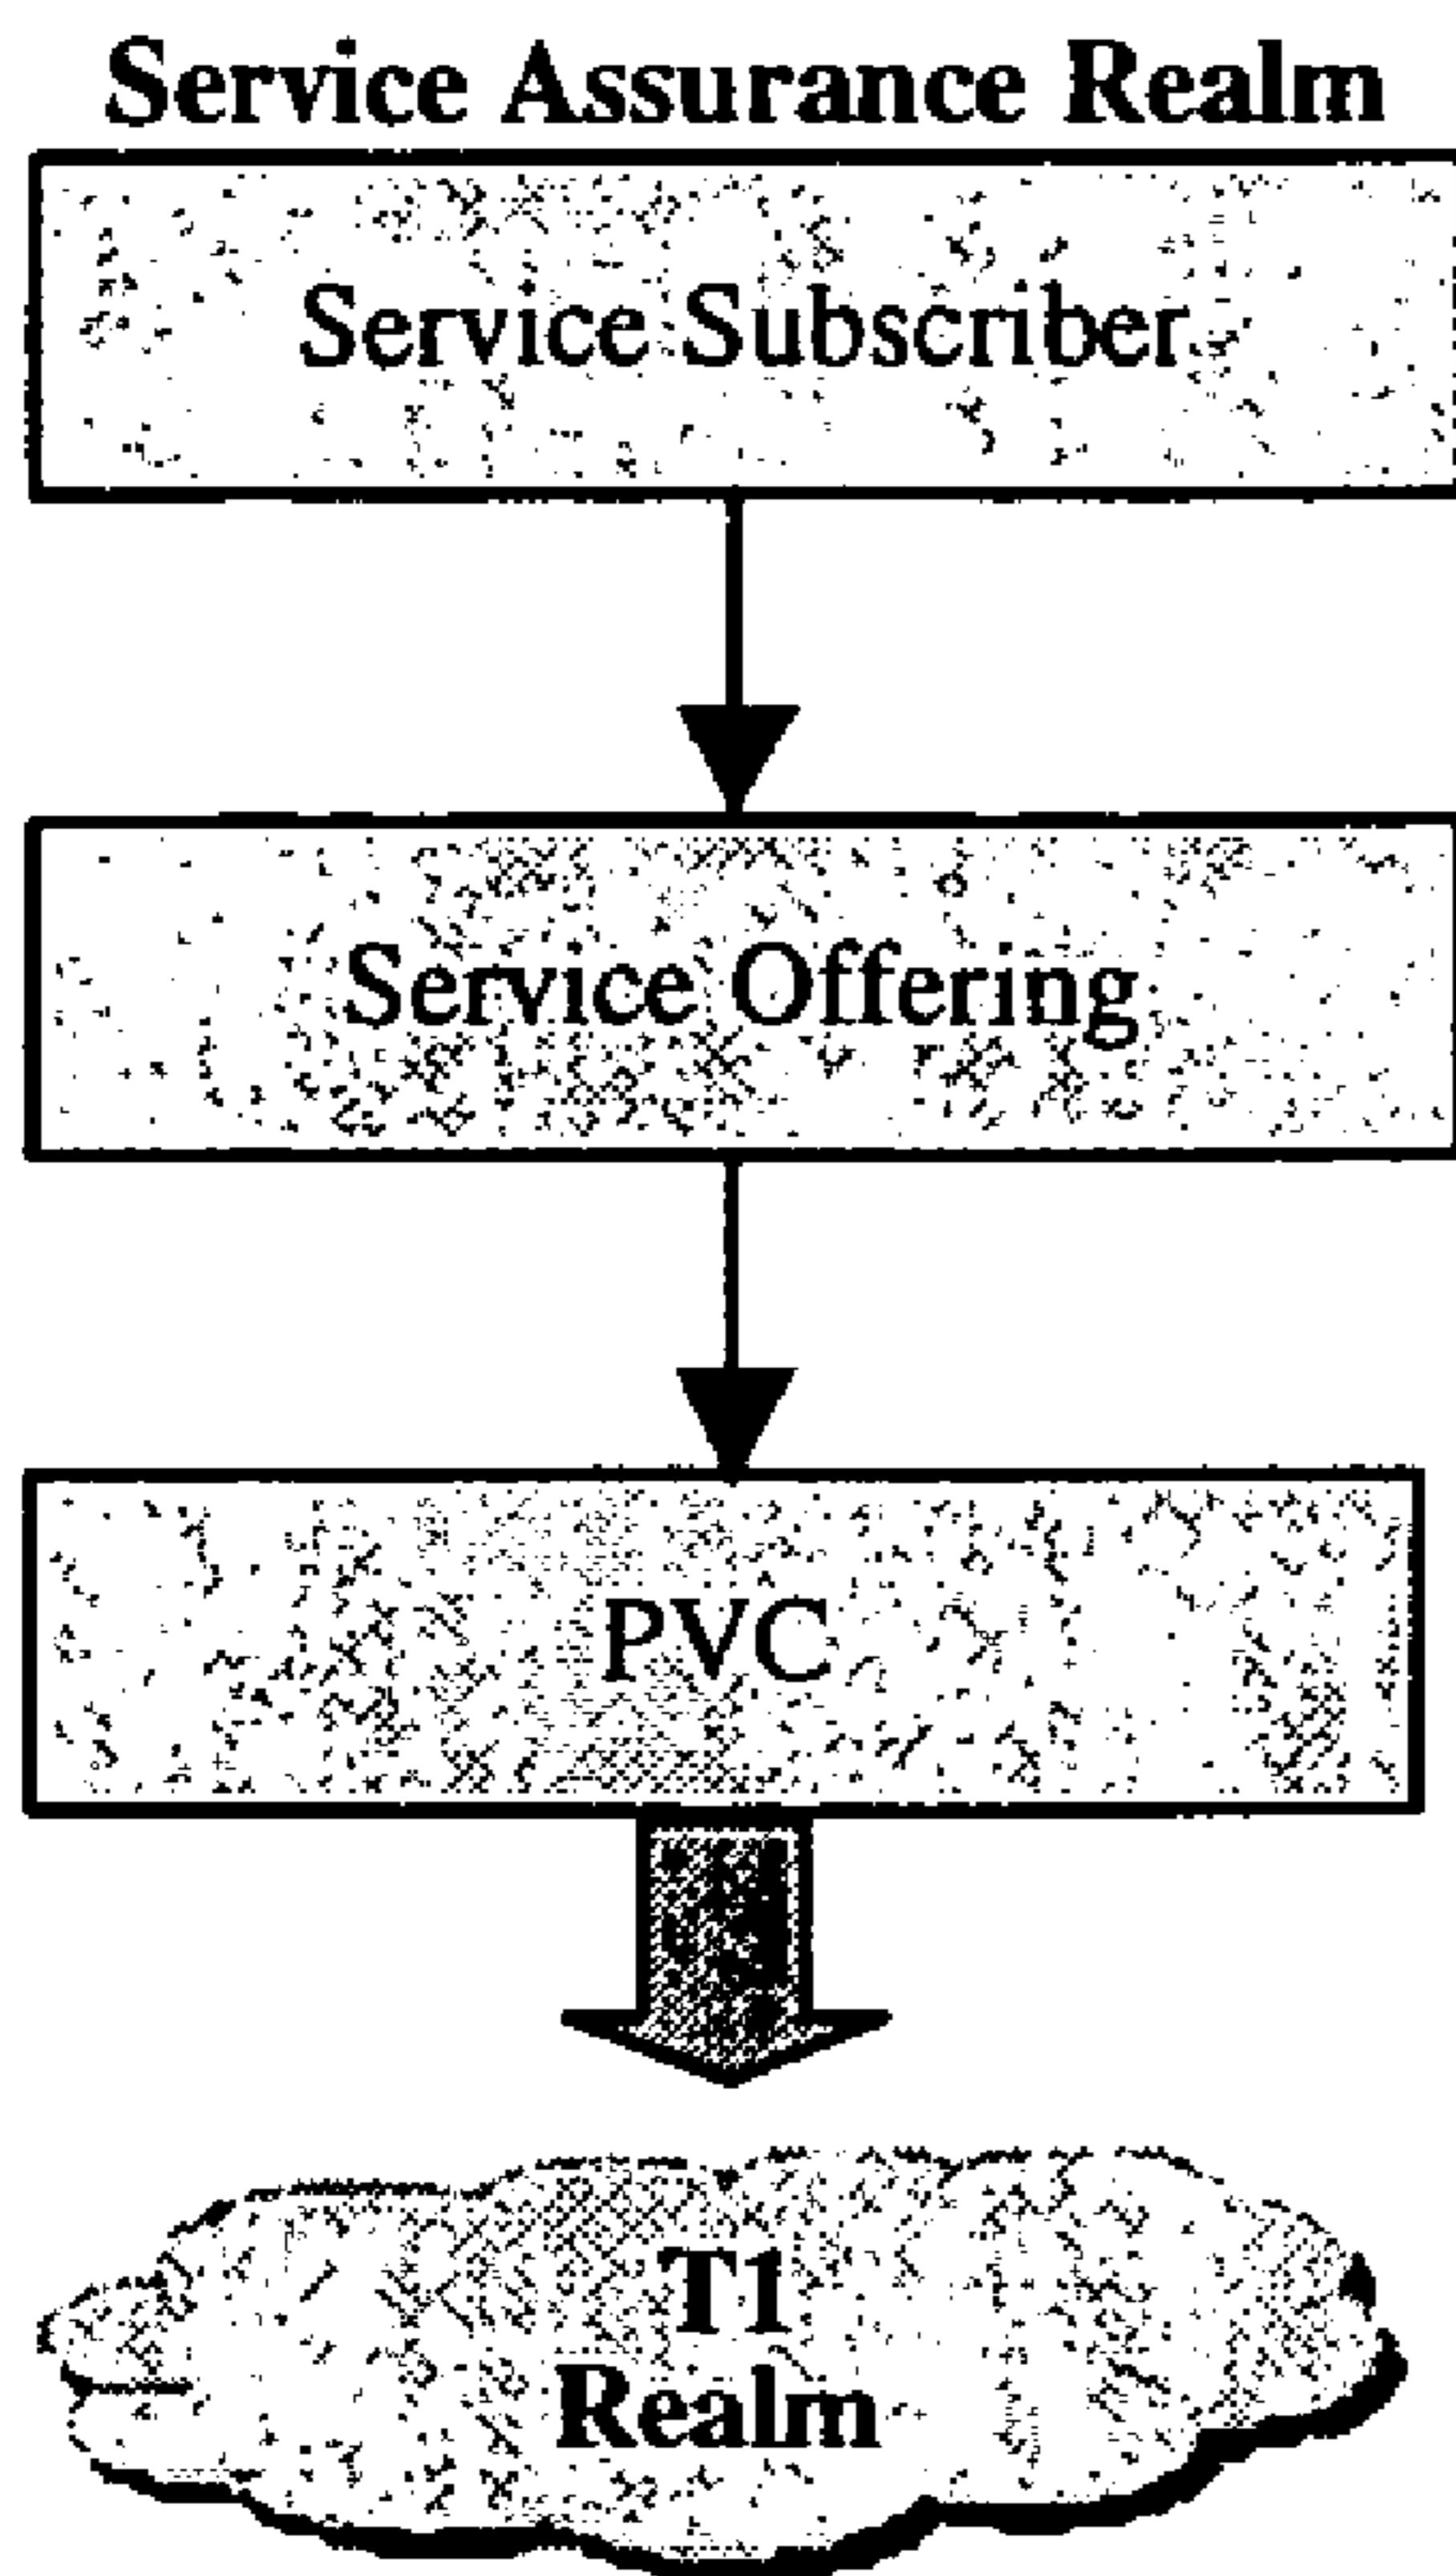 Service Assurance Realm
Service Subscriber
Service Offering
PVC
T1
Realm